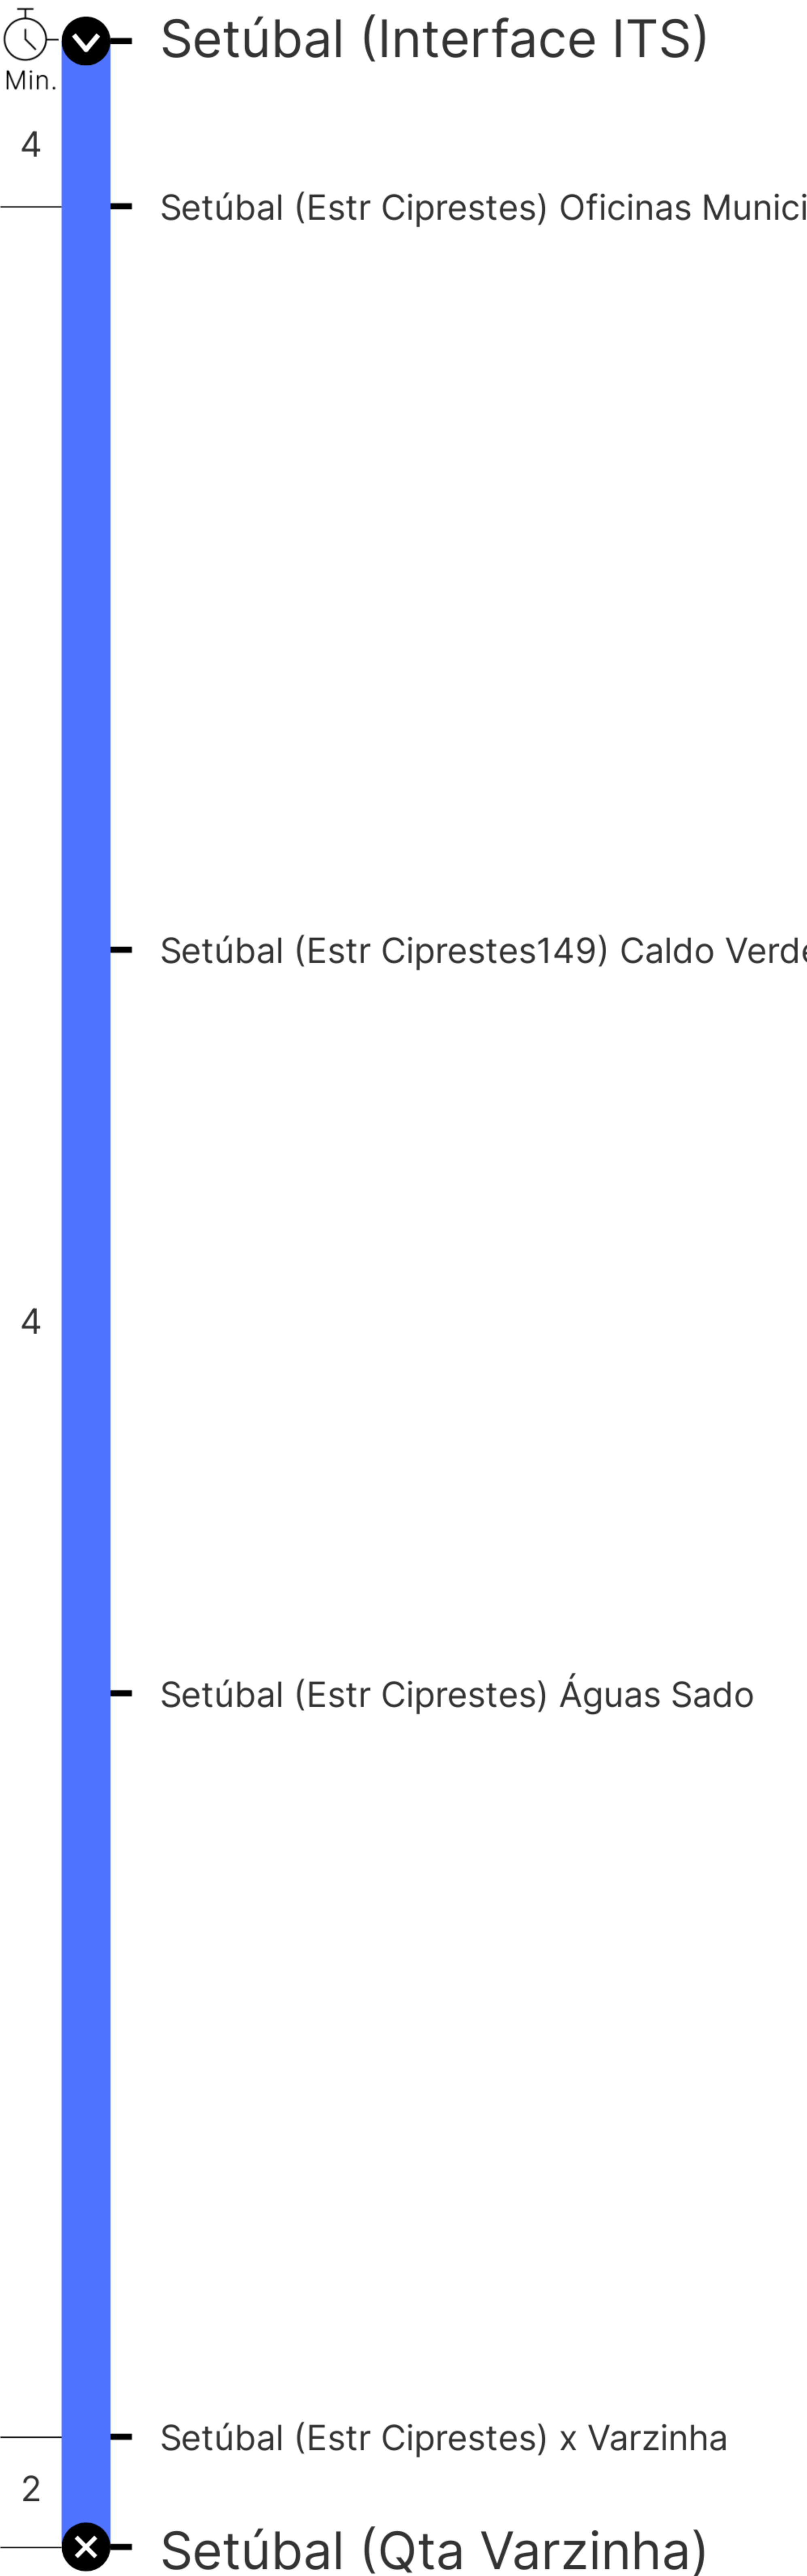 Setúbal (Interface ITS)
Min.
4
Setúbal (Estr Ciprestes) Oficinas
Setúbal (Estr Ciprestes149) Caldo
4
Setúbal (Estr Ciprestes) Águas Sado
Setúbal (Estr Ciprestes) x Varzinha
2
Setúbal (Qta Varzinha)